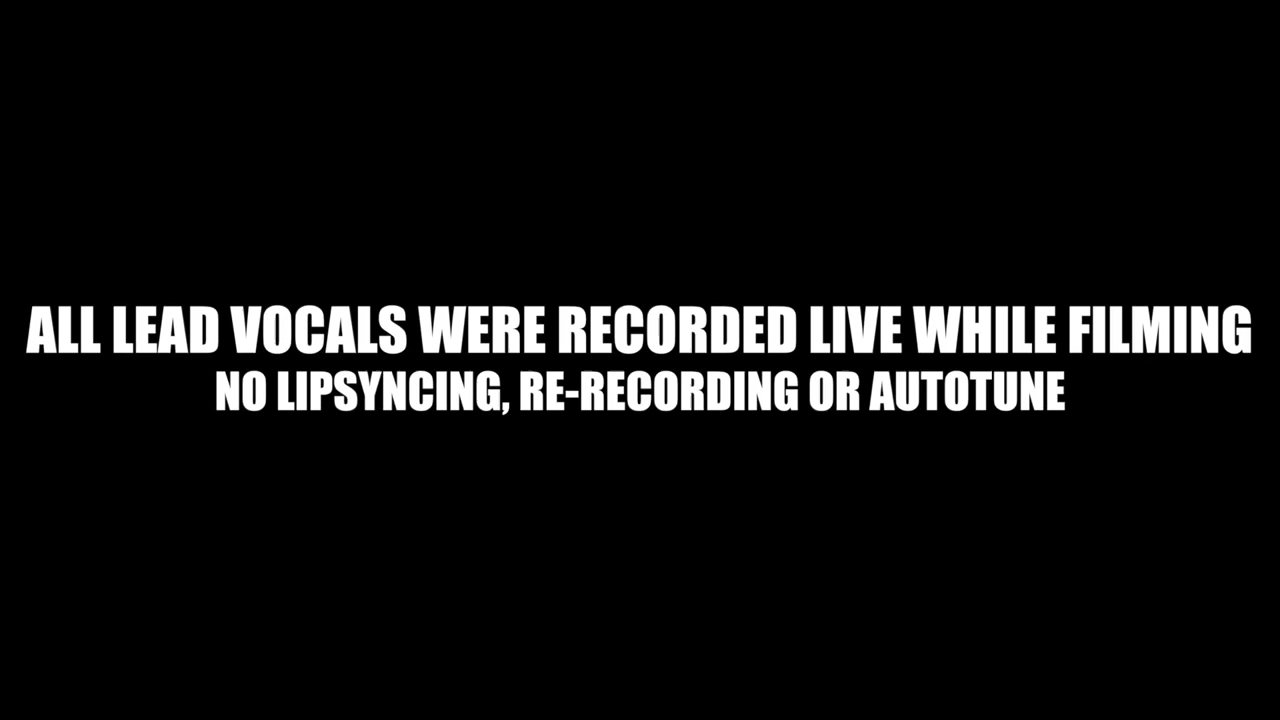 ALL LEAD VOCALS WERE RECORDED LIVE WHILE FILMING
NO LIPSYNCING, RE-RECORDING OR AUTOTUNE